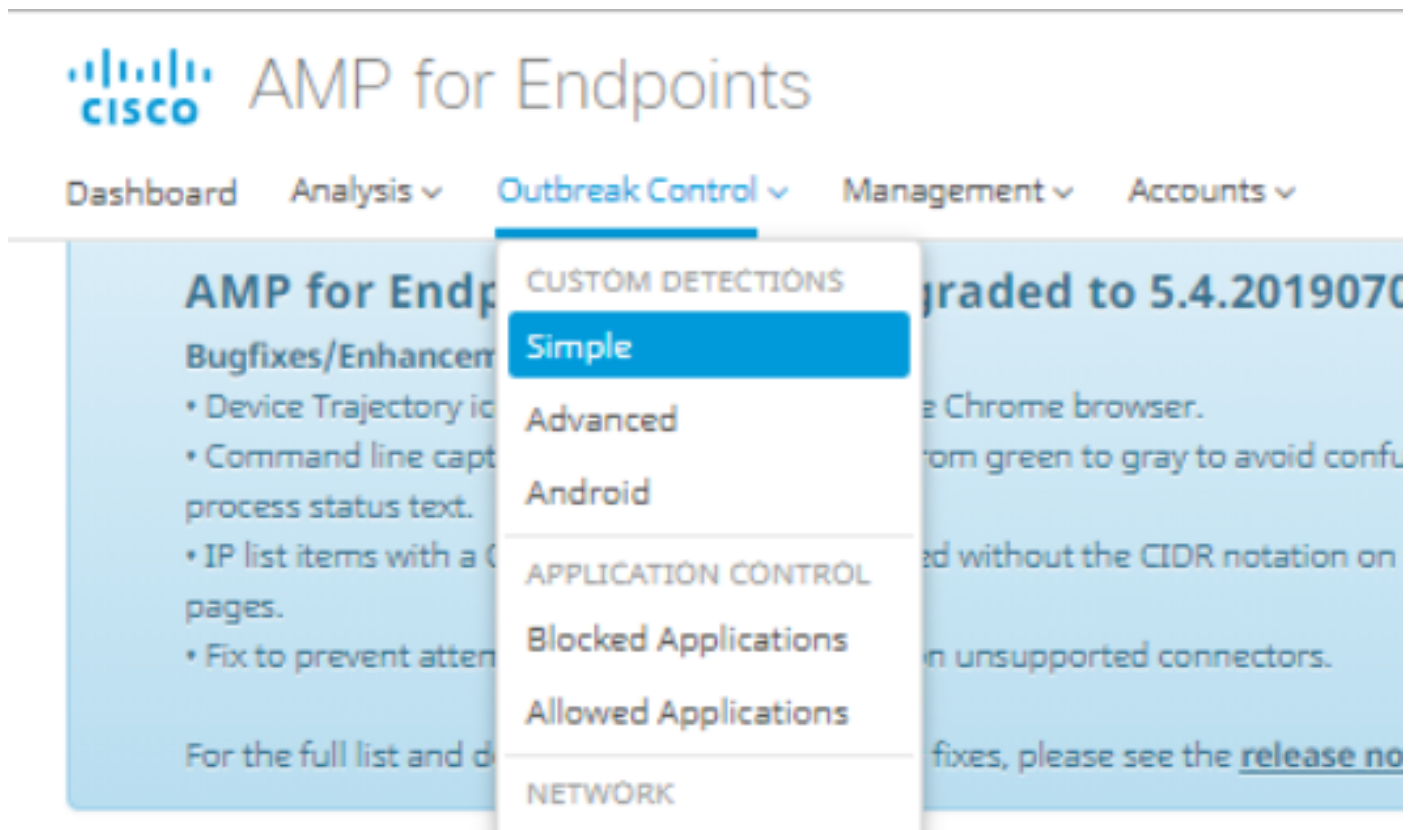 CISCO
AMP for Endpoints
Dashboard Analysis Outbreak Control Management Accounts
CUSTOM DETECTIONS
Simple
Advanced
Android
APPLICATION CONTROL
Blocked Applications
Allowed Applications
NETWORK
AMP for Endp graded to 5.4.2019070
Bugfixes/Enhancem
• Device Trajectory ic e Chrome browser.
• Command line capt rom green to gray to avoid confu
process status text.
• IP list items with a ed without the CIDR notation on
pages.
• Fix to prevent atten n unsupported connectors.
For the full list and d fixes, please see the release no